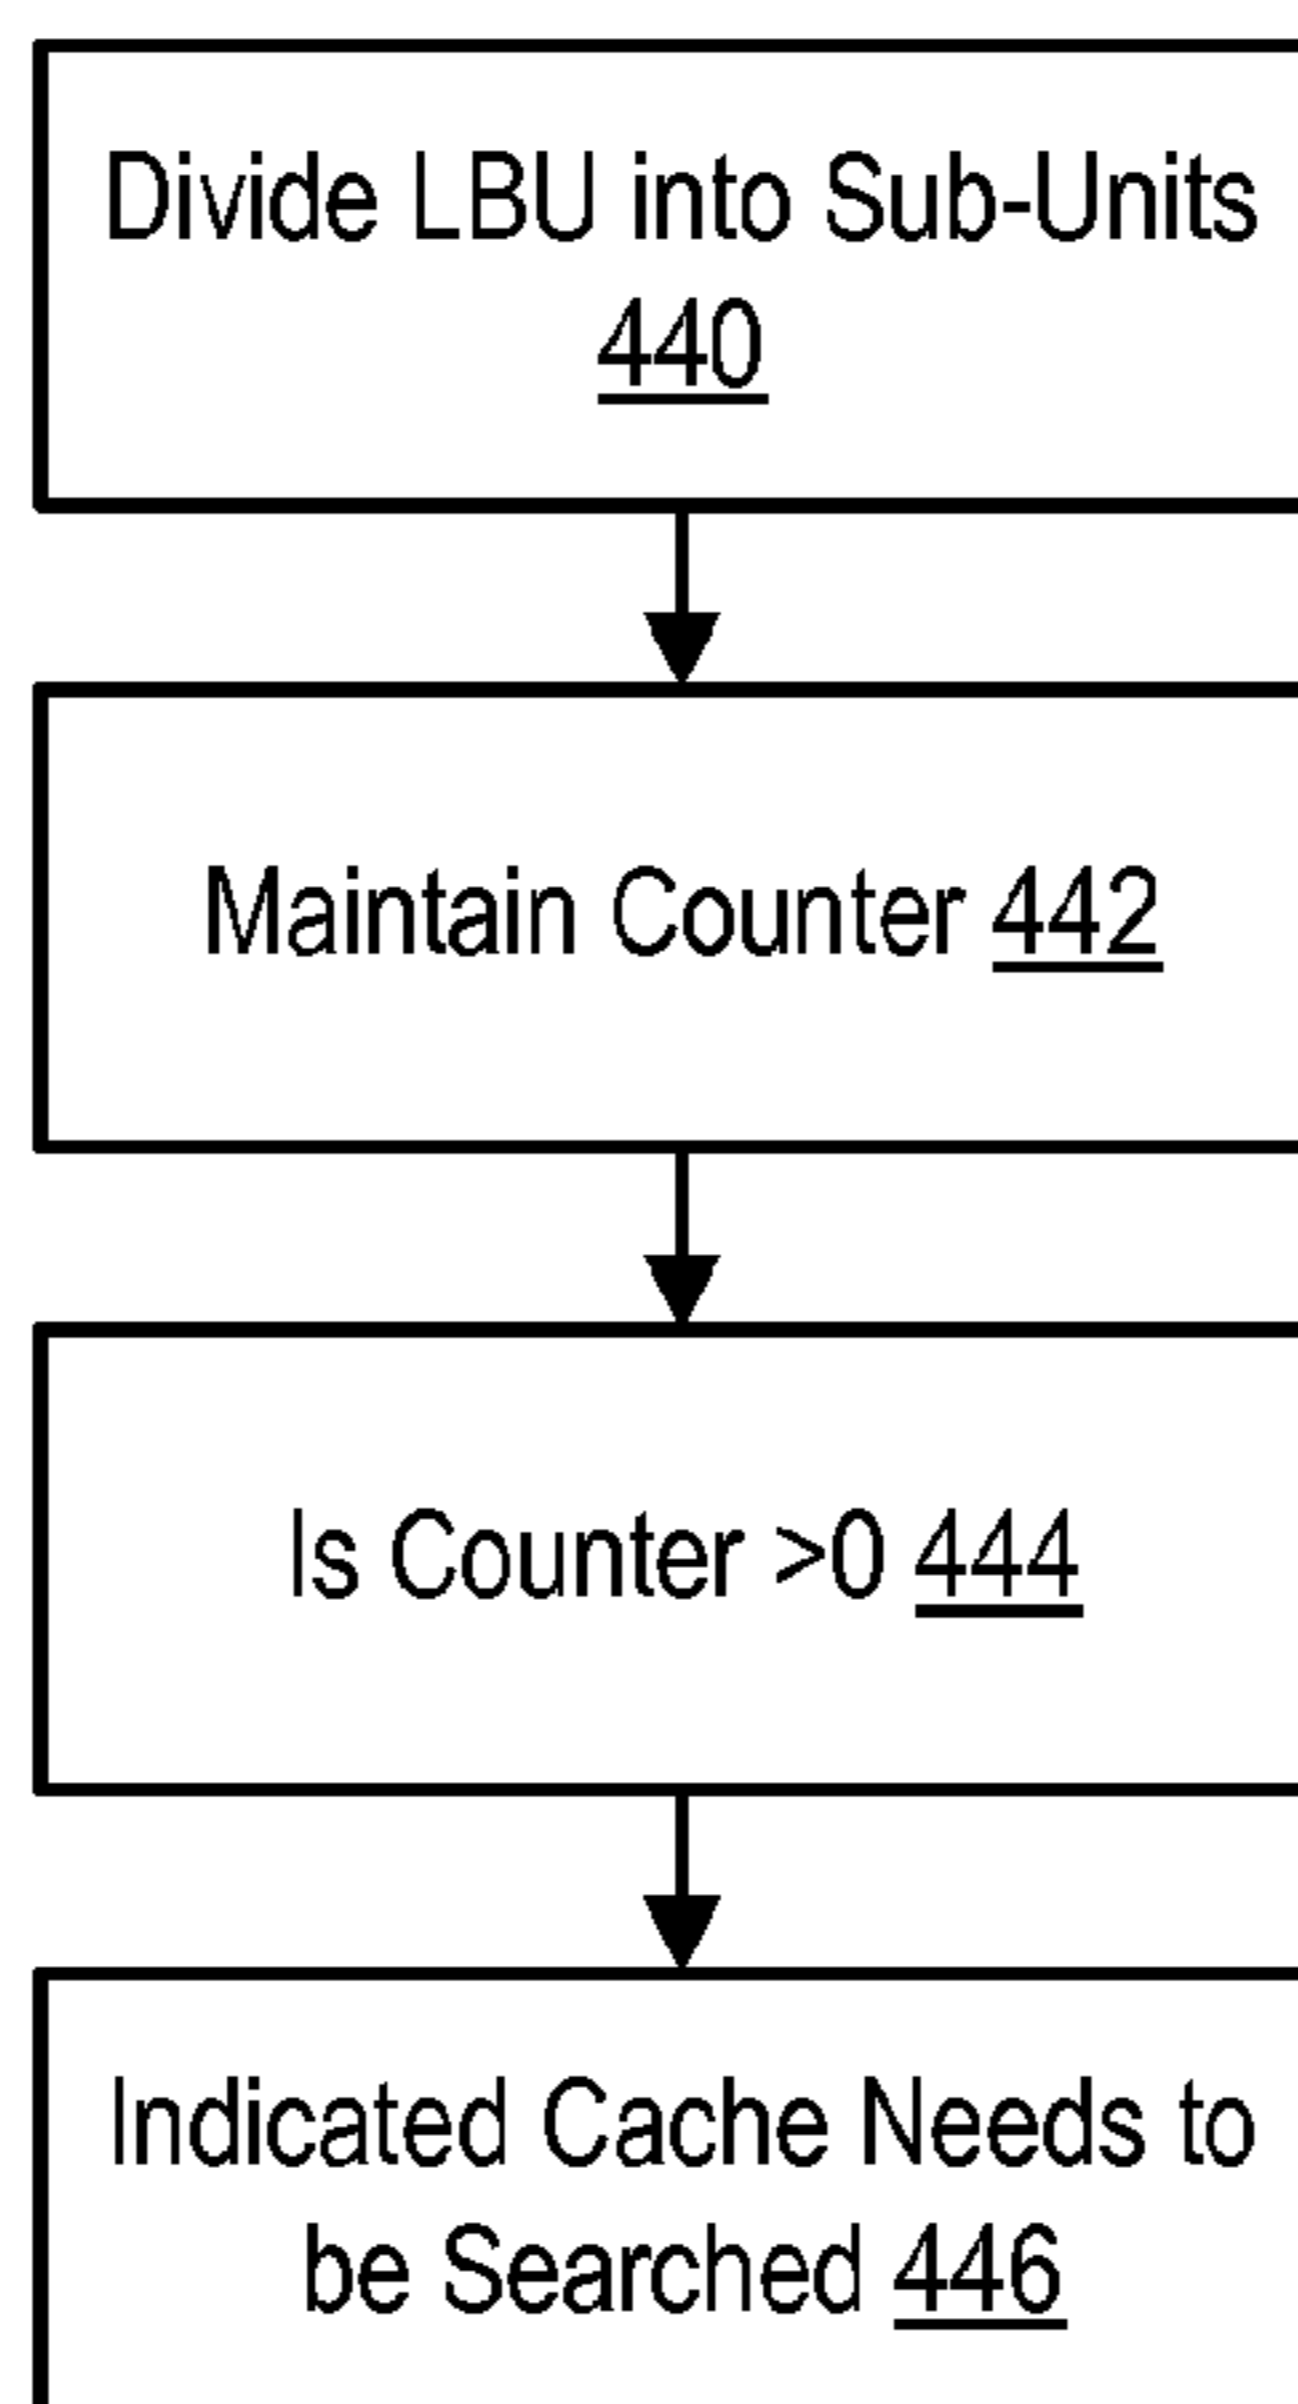 Divide LBU into Sub-Units
440
Maintain Counter 442
Is Counter >0 444
Indicated Cache Needs to
be Searched 446